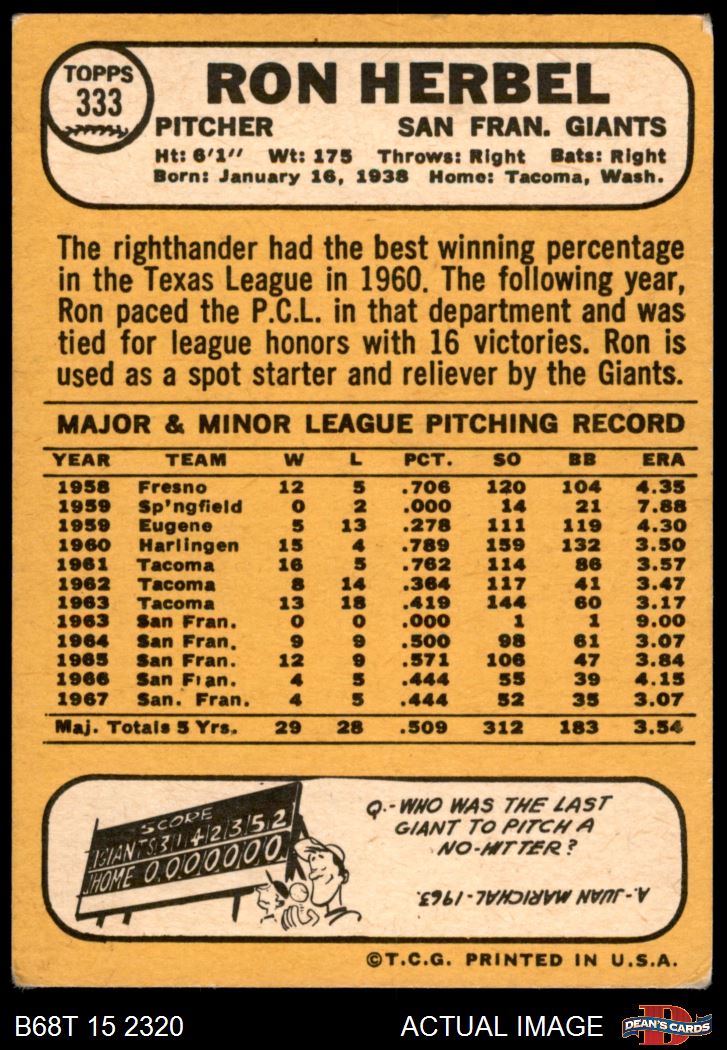 TOPPS
333
RON HERBEL
PITCHER SAN FRAN. GIANTS
Ht: 6'1" Wt: 175 Throws: Right Bats: Right
Born: January 16, 1938 Home: Tacoma, Wash.
The righthander had the best winning percentage
in the Texas League in 1960. The following year,
Ron paced the P.C.L. in that department and was
tied for league honors with 16 victories. Ron is
used as a spot starter and reliever by the Giants.
MAJOR & MINOR LEAGUE PITCHING RECORD
YEAR TEAM W L PCT. SO BB ERA
1958 Fresno 12 5 .706 120 104 4.35
1959 Sp'ngfield 0 2 .000 14 21 7.88
1959 Eugene 5 13 .278 111 119 4.30
1960 Harlingen 15 4 .789 159 132 3.50
1961 Tacoma 16 5 .762 114 86 3.57
1962 Tacoma 8 14 .364 117 41 3.47
1963 Tacoma 13 18 .419 144 60 3.17
1963 San Fran. 0 0 .000 1 1 9.00
1964 San Fran. 9 9 .500 98 61 3.07
1965 San Fran. 12 9 .571 106 47 3.84
1966 San Fran. 4 5 .444 55 39 4.15
1967 San. Fran. 4 5 .444 52 35 3.07
Maj. Totals 5 Yrs. 29 28 .509 312 183 3.54
SCORE
GIANTS 3 1 4 2 3 5 2
HOME 0.0.0.0.0.0.0
Q.-WHO WAS THE LAST
GIANT TO PITCH A
NO-HITTER?
A. JUAN MARICHAL-1963.
©T.C.G. PRINTED IN U.S.A.
B68T 15 2320 ACTUAL IMAGE
D
DEAN'S CARDS